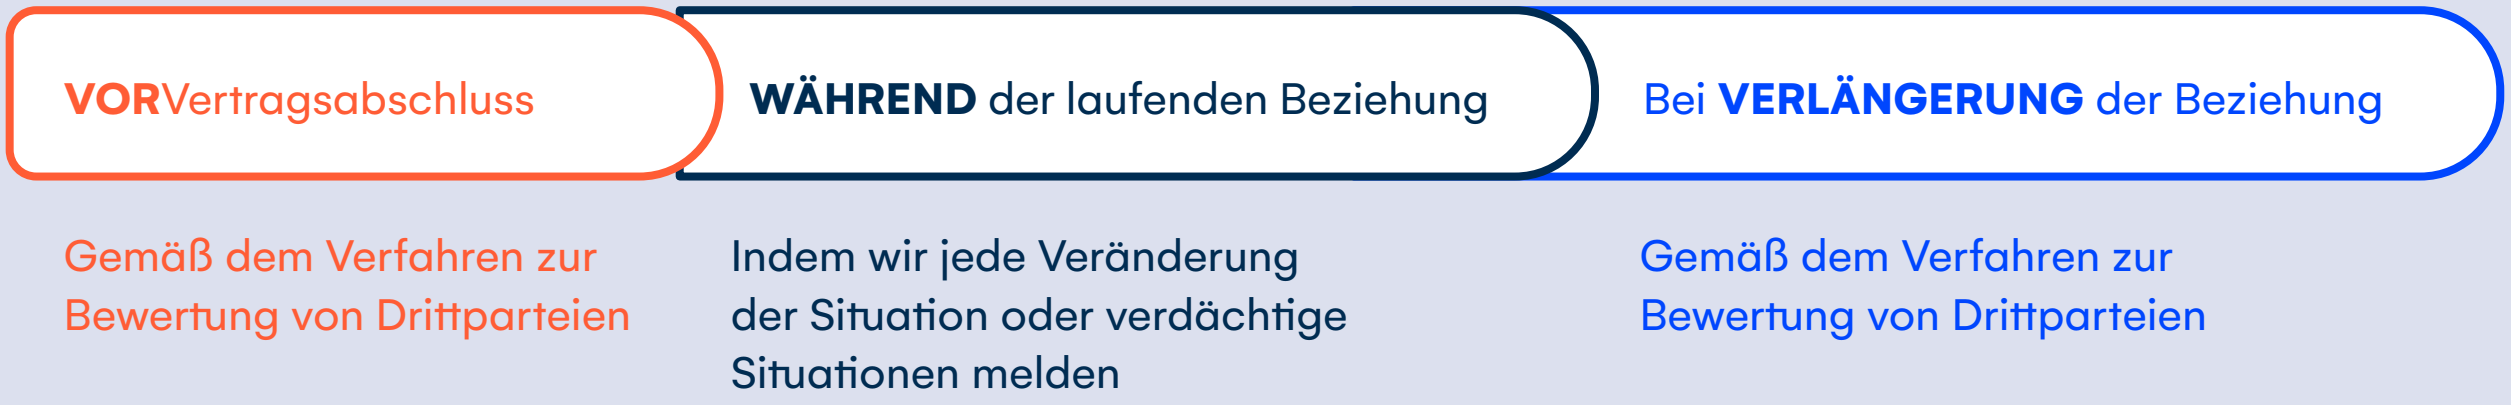 VORVertragsabschluss
WÄHREND der laufenden Beziehung
Bei VERLÄNGERUNG der Beziehung
Gemäß dem Verfahren zur
Bewertung von Drittparteien
Indem wir jede Veränderung
der Situation oder verdächtige
Situationen melden
Gemäß dem Verfahren zur
Bewertung von Drittparteien